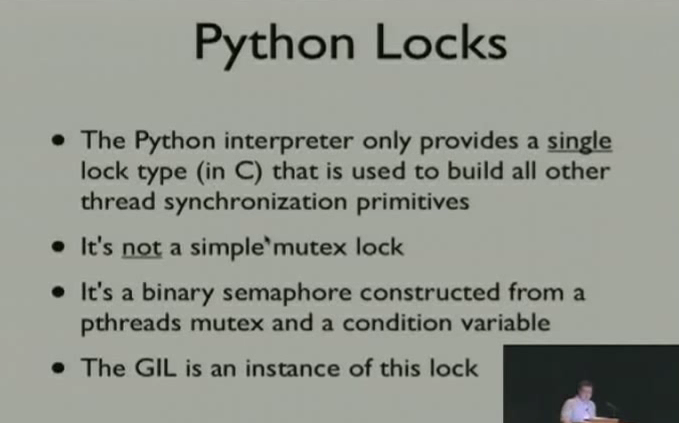 Python Locks
• The Python interpreter only provides a single
lock type (in C) that is used to build all other
thread synchronization primitives
• It's not a simple mutex lock
• It's a binary semaphore constructed from a
pthreads mutex and a condition variable
• The GIL is an instance of this lock